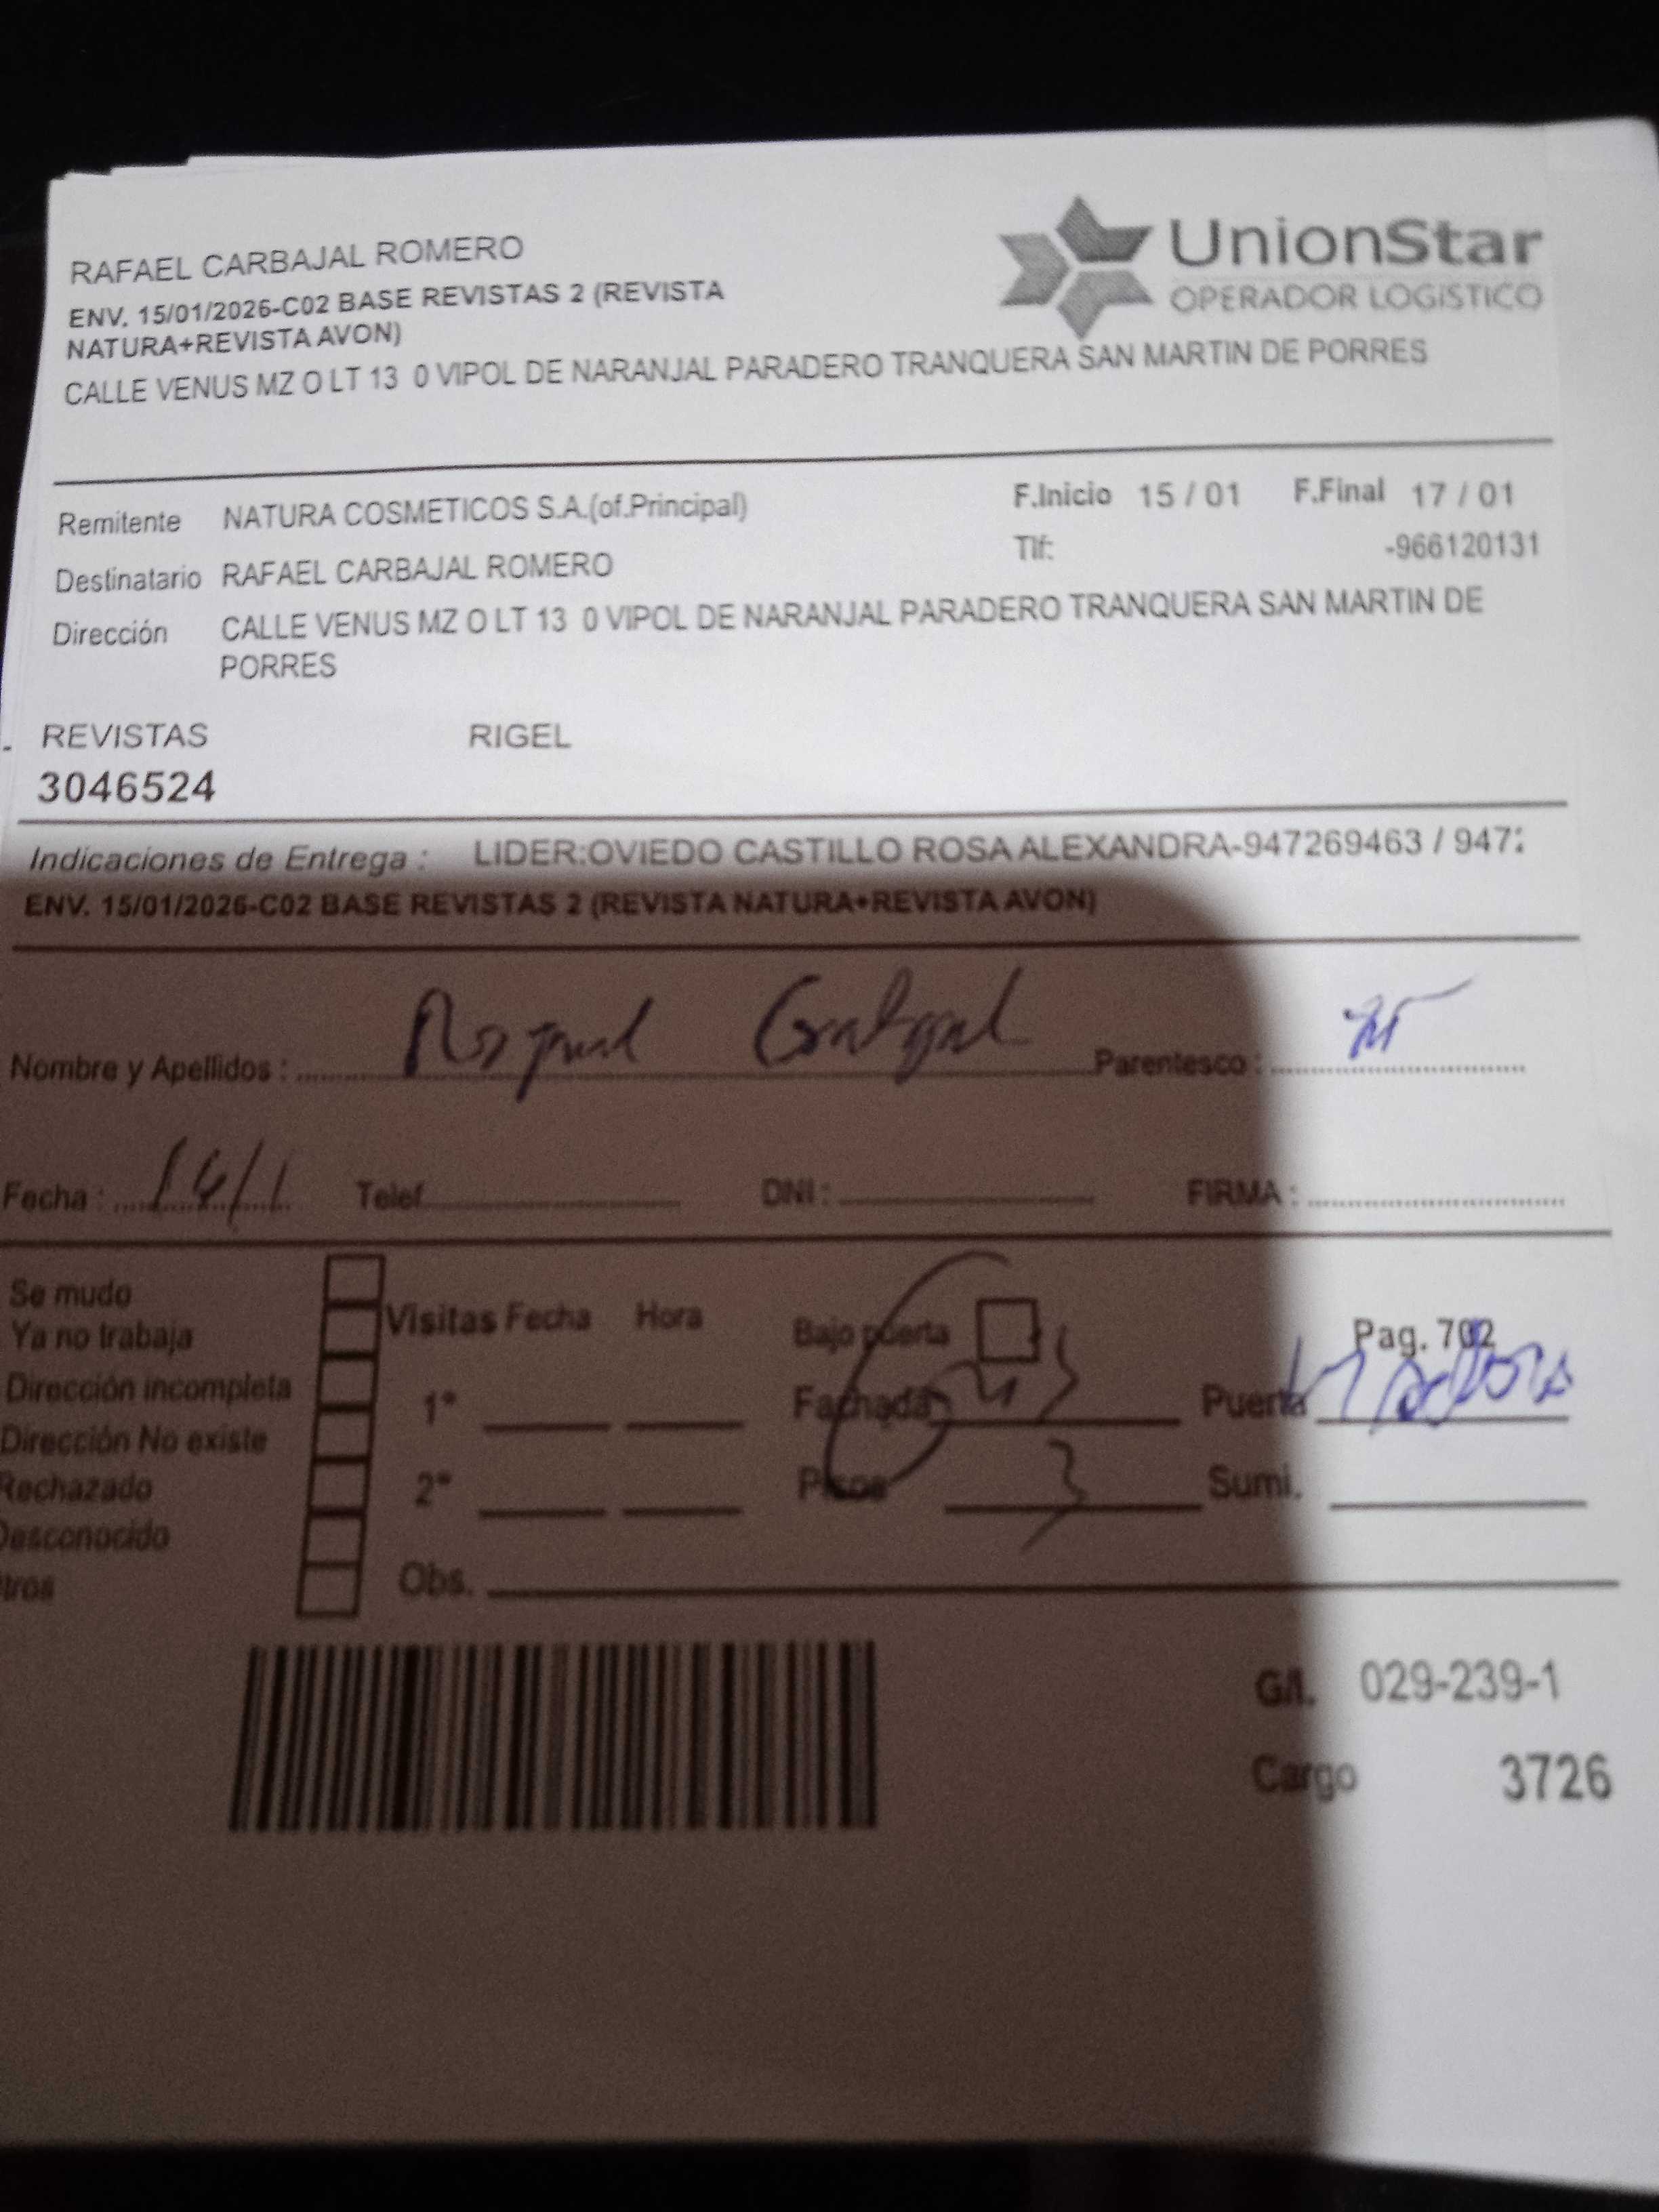 RAFAEL CARBAJAL ROMERO
ENV. 15/01/2026-C02 BASE REVISTAS 2 (REVISTA
NATURA+REVISTA AVON)
CALLE VENUS MZ O LT 13 0 VIPOL DE NARANJAL PARADERO TRANQUERA SAN MARTIN DE PORRES
UnionStar
OPERADOR LOGISTICO
Remitente NATURA COSMETICOS S.A.(of.Principal) F.Inicio 15 / 01 F.Final 17 / 01
Tlf: -966120131
Destinatario RAFAEL CARBAJAL ROMERO
Dirección CALLE VENUS MZ O LT 13 0 VIPOL DE NARANJAL PARADERO TRANQUERA SAN MARTIN DE
PORRES
REVISTAS RIGEL
3046524
Indicaciones de Entrega : LIDER:OVIEDO CASTILLO ROSA ALEXANDRA-947269463 / 947
ENV. 15/01/2026-C02 BASE REVISTAS 2 (REVISTA NATURA+REVISTA AVON)
Nombre y Apellidos : Parentesco :
Fecha : Telef. DNI : FIRMA :
Se mudo
Ya no trabaja
Dirección incompleta
Dirección No existe
Rechazado
Desconocido
tros
Visitas Fecha Hora
1°
2°
Obs.
Bajo puerta Pag. 702
Fachada Puerta
Pisos 3 Sumi.
G/l. 029-239-1
Cargo 3726